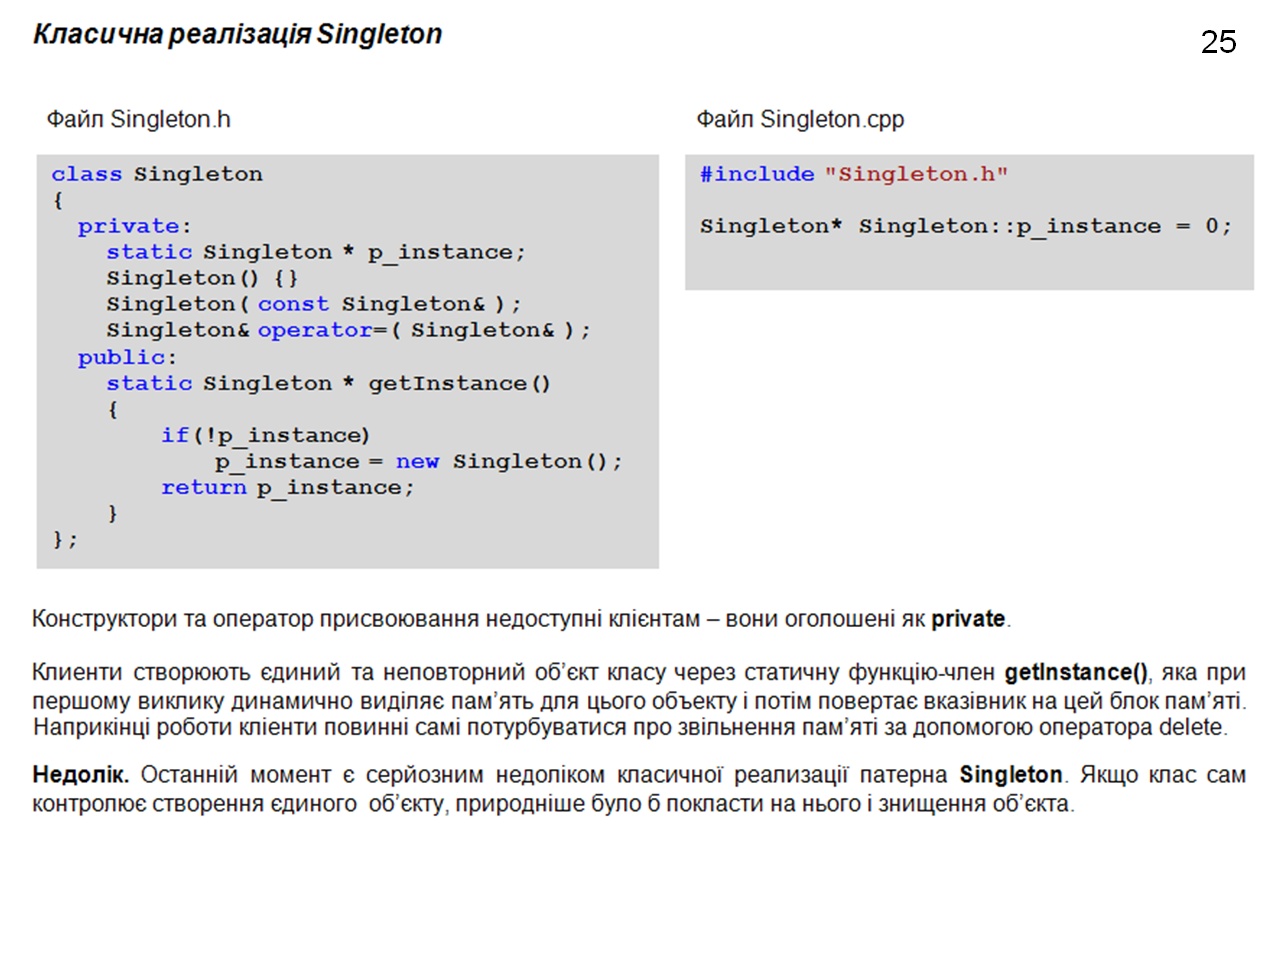 Класична реалізація Singleton
25
Файл Singleton.h
Файл Singleton.cpp
class Singleton
{
private:
static Singleton * p_instance;
Singleton() {}
Singleton( const Singleton& );
Singleton& operator=( Singleton& );
public:
static Singleton * getInstance()
{
if(!p_instance)
p_instance = new Singleton();
return p_instance;
}
};
#include "Singleton.h"
Singleton* Singleton::p_instance = 0;
Конструктори та оператор присвоювання недоступні клієнтам – вони оголошені як private.
Клиенти створюють єдиний та неповторний об’єкт класу через статичну функцію-член getInstance(), яка при
першому виклику динамично виділяє пам’ять для цього объекту і потім повертає вказівник на цей блок пам’яті.
Наприкінці роботи кліенти повинні самі потурбуватися про звільнення пам’яті за допомогою оператора delete.
Недолік. Останній момент є серйозним недоліком класичної реализації патерна Singleton. Якщо клас сам
контролює створення єдиного об’єкту, природніше було б покласти на нього і знищення об’єкта.